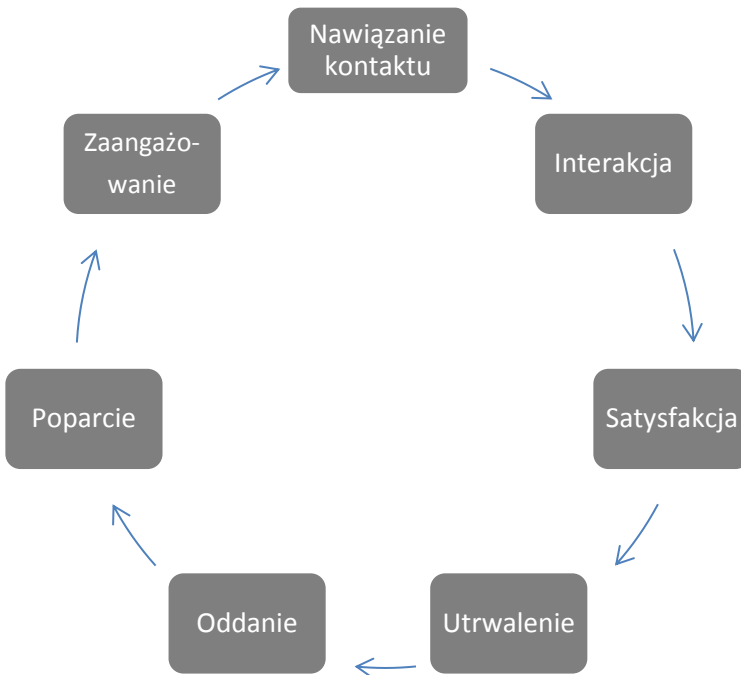 Nawiązanie
kontaktu
Interakcja
Satysfakcja
Utrwalenie
Oddanie
Poparcie
Zaangażo-
wanie